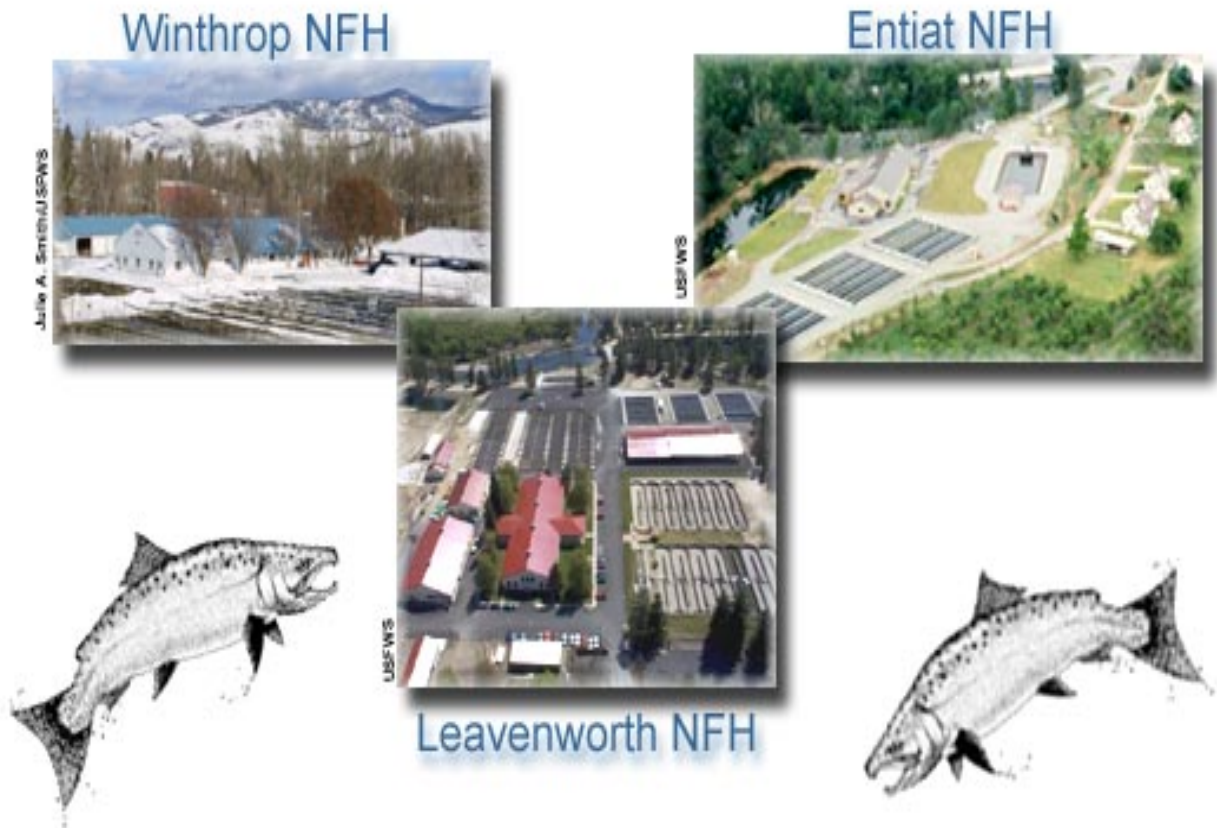 Winthrop NFH
Entiat NFH
Julie A. Smith/USFWS
USFWS
USFWS
Leavenworth NFH